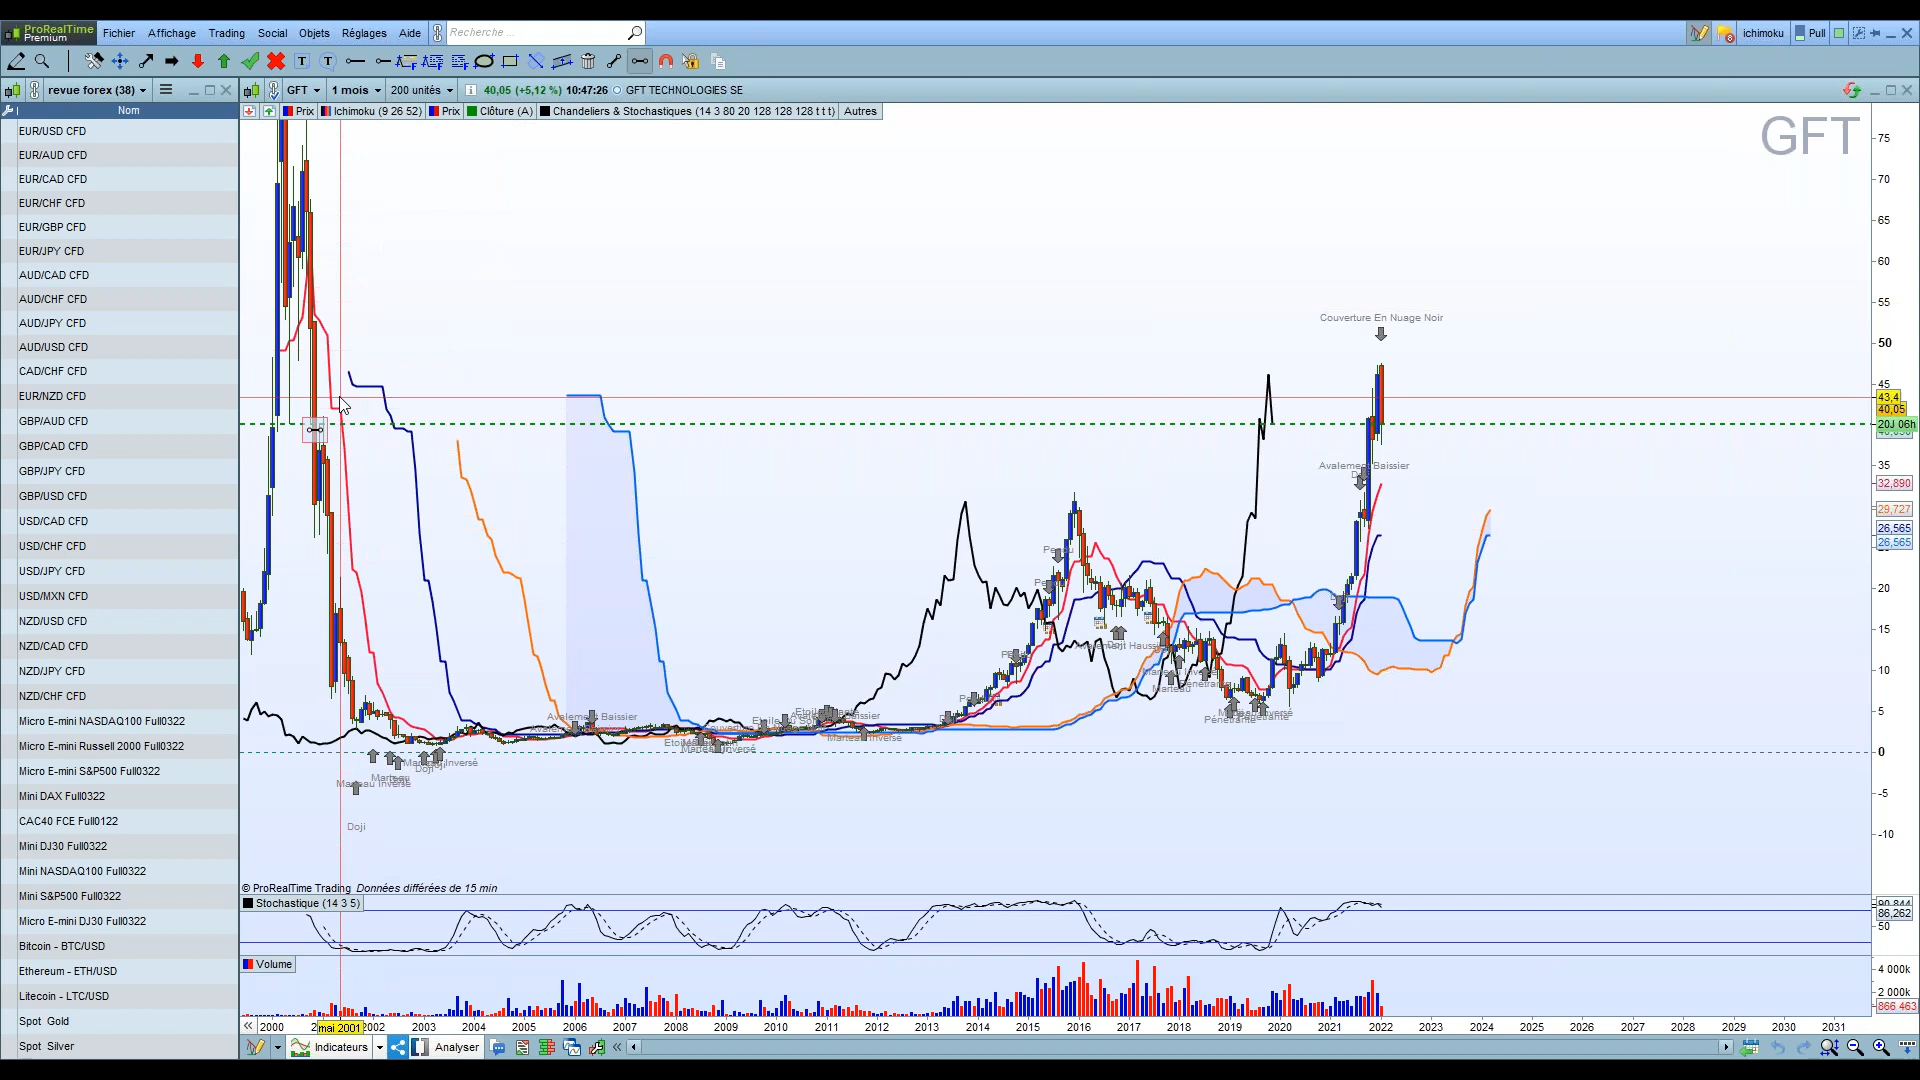 ProRealTime
Premium
Fichier Affichage Trading Social Objets Réglages Aide
Recherche ...
ichimoku Pull
revue forex (38)
GFT 1 mois 200 unités 40,05 (+5,12 %) 10:47:26 GFT TECHNOLOGIES SE
Nom
Prix Ichimoku (9 26 52) Prix Clôture (A) Chandeliers & Stochastiques (14 3 80 20 128 128 128 t t t) Autres
GFT
EUR/USD CFD
EUR/AUD CFD
EUR/CAD CFD
EUR/CHF CFD
EUR/GBP CFD
EUR/JPY CFD
AUD/CAD CFD
AUD/CHF CFD
AUD/JPY CFD
AUD/USD CFD
CAD/CHF CFD
EUR/NZD CFD
GBP/AUD CFD
GBP/CAD CFD
GBP/JPY CFD
GBP/USD CFD
USD/CAD CFD
USD/CHF CFD
USD/JPY CFD
USD/MXN CFD
NZD/USD CFD
NZD/CAD CFD
NZD/JPY CFD
NZD/CHF CFD
Micro E-mini NASDAQ100 Full0322
Micro E-mini Russell 2000 Full0322
Micro E-mini S&P500 Full0322
Mini DAX Full0322
CAC40 FCE Full0122
Mini DJ30 Full0322
Mini NASDAQ100 Full0322
Mini S&P500 Full0322
Micro E-mini DJ30 Full0322
Bitcoin - BTC/USD
Ethereum - ETH/USD
Litecoin - LTC/USD
Spot Gold
Spot Silver
Couverture En Nuage Noir
Avalement Baissier
Avalement Baissier
Marteau Inversé
Marteau Inversé
Doji
Marteau Inversé
75
70
65
60
55
50
45
43,4
40,05
20J 06h
35
32,890
29,727
26,565
26,565
20
15
10
5
0
-5
-10
© ProRealTime Trading Données différées de 15 min
Stochastique (14 3 5)
90,844
86,262
50
Volume
4 000k
2 000k
866 463
2000 mai 2001 2002 2003 2004 2005 2006 2007 2008 2009 2010 2011 2012 2013 2014 2015 2016 2017 2018 2019 2020 2021 2022 2023 2024 2025 2026 2027 2028 2029 2030 2031
Indicateurs Analyser